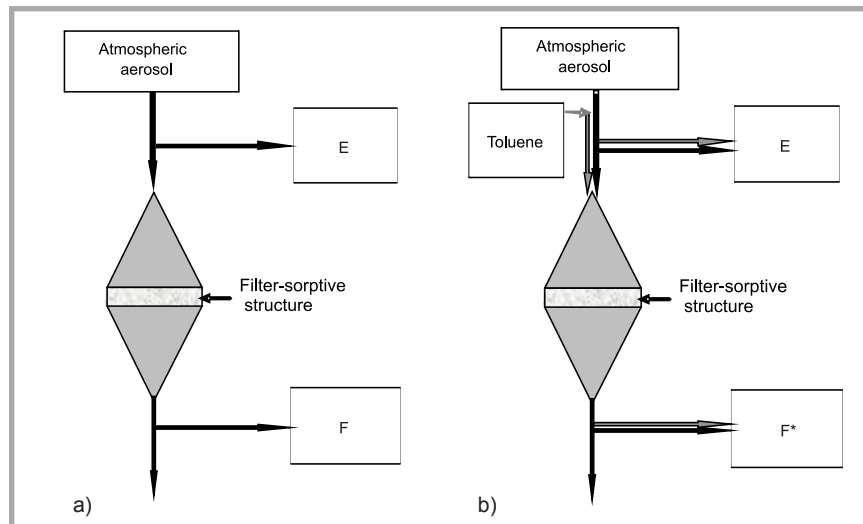 Atmospheric
aerosol
E
Filter-sorptive
structure
F
a)
Atmospheric
aerosol
Toluene
E
Filter-sorptive
structure
F*
b)